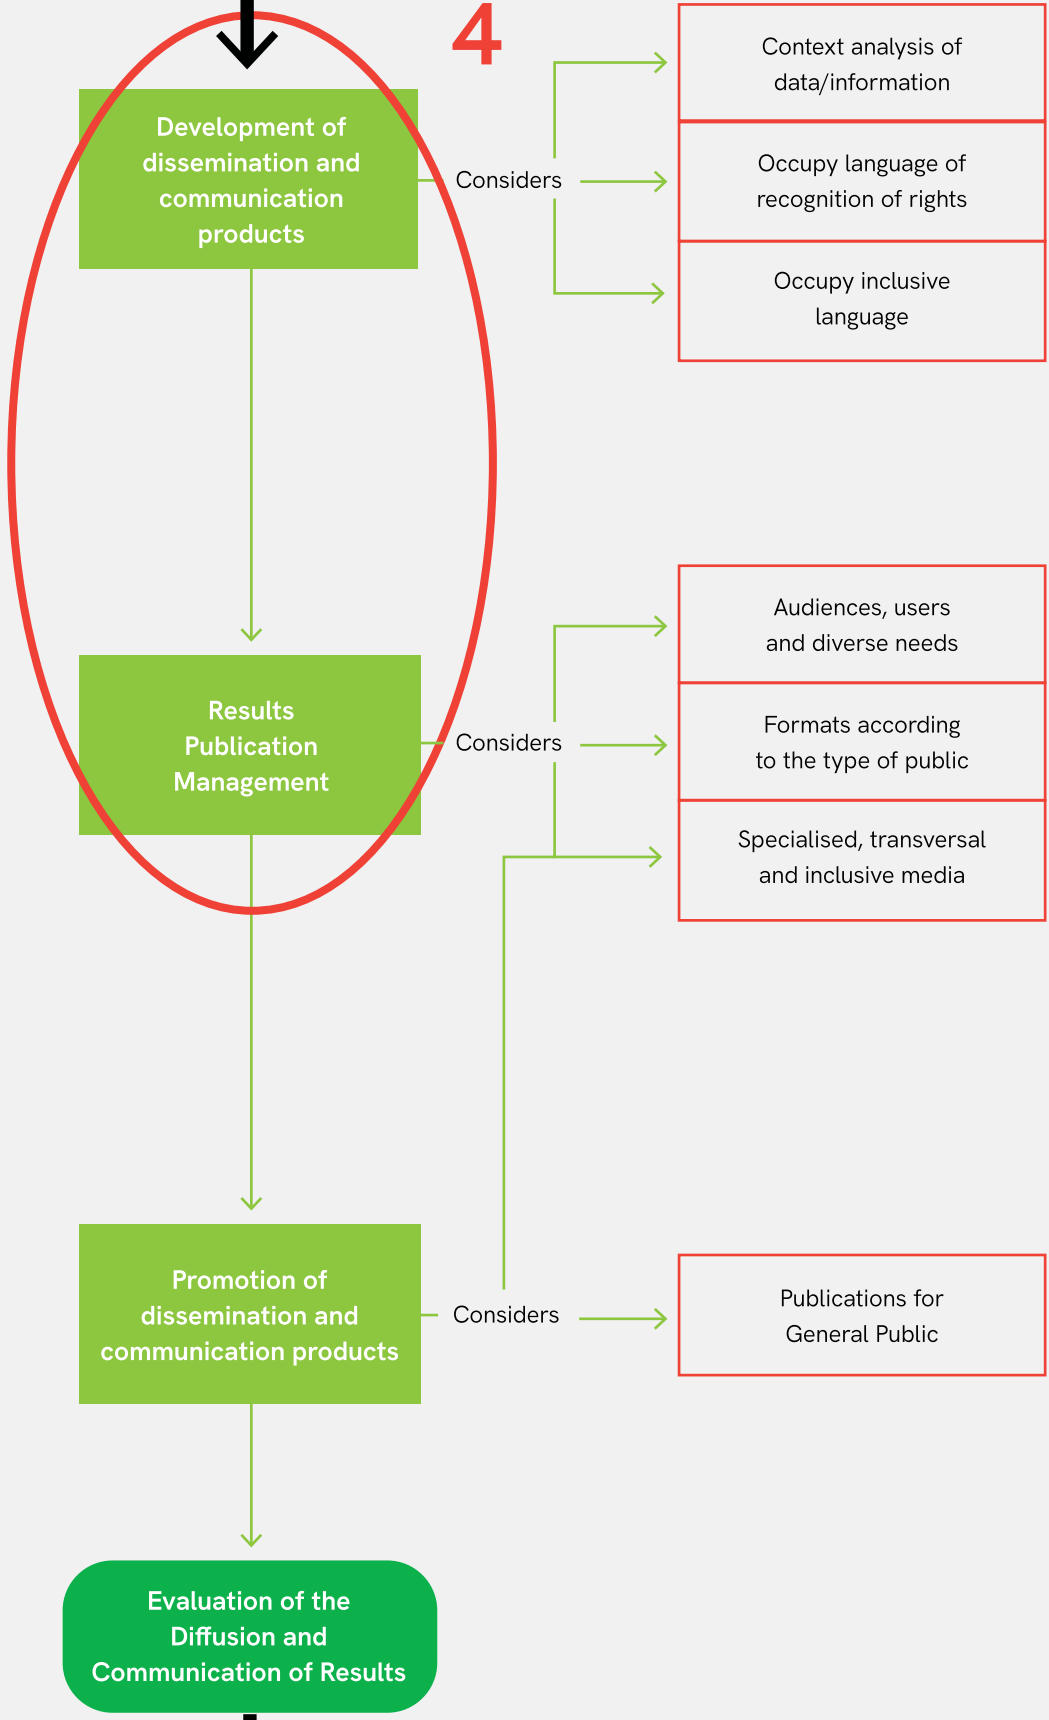 4
Development of
dissemination and
communication
products
Considers
Context analysis of
data/information
Occupy language of
recognition of rights
Occupy inclusive
language
Results
Publication
Management
Considers
Audiences, users
and diverse needs
Formats according
to the type of public
Specialised, transversal
and inclusive media
Promotion of
dissemination and
communication products
Considers
Publications for
General Public
Evaluation of the
Diffusion and
Communication of Results